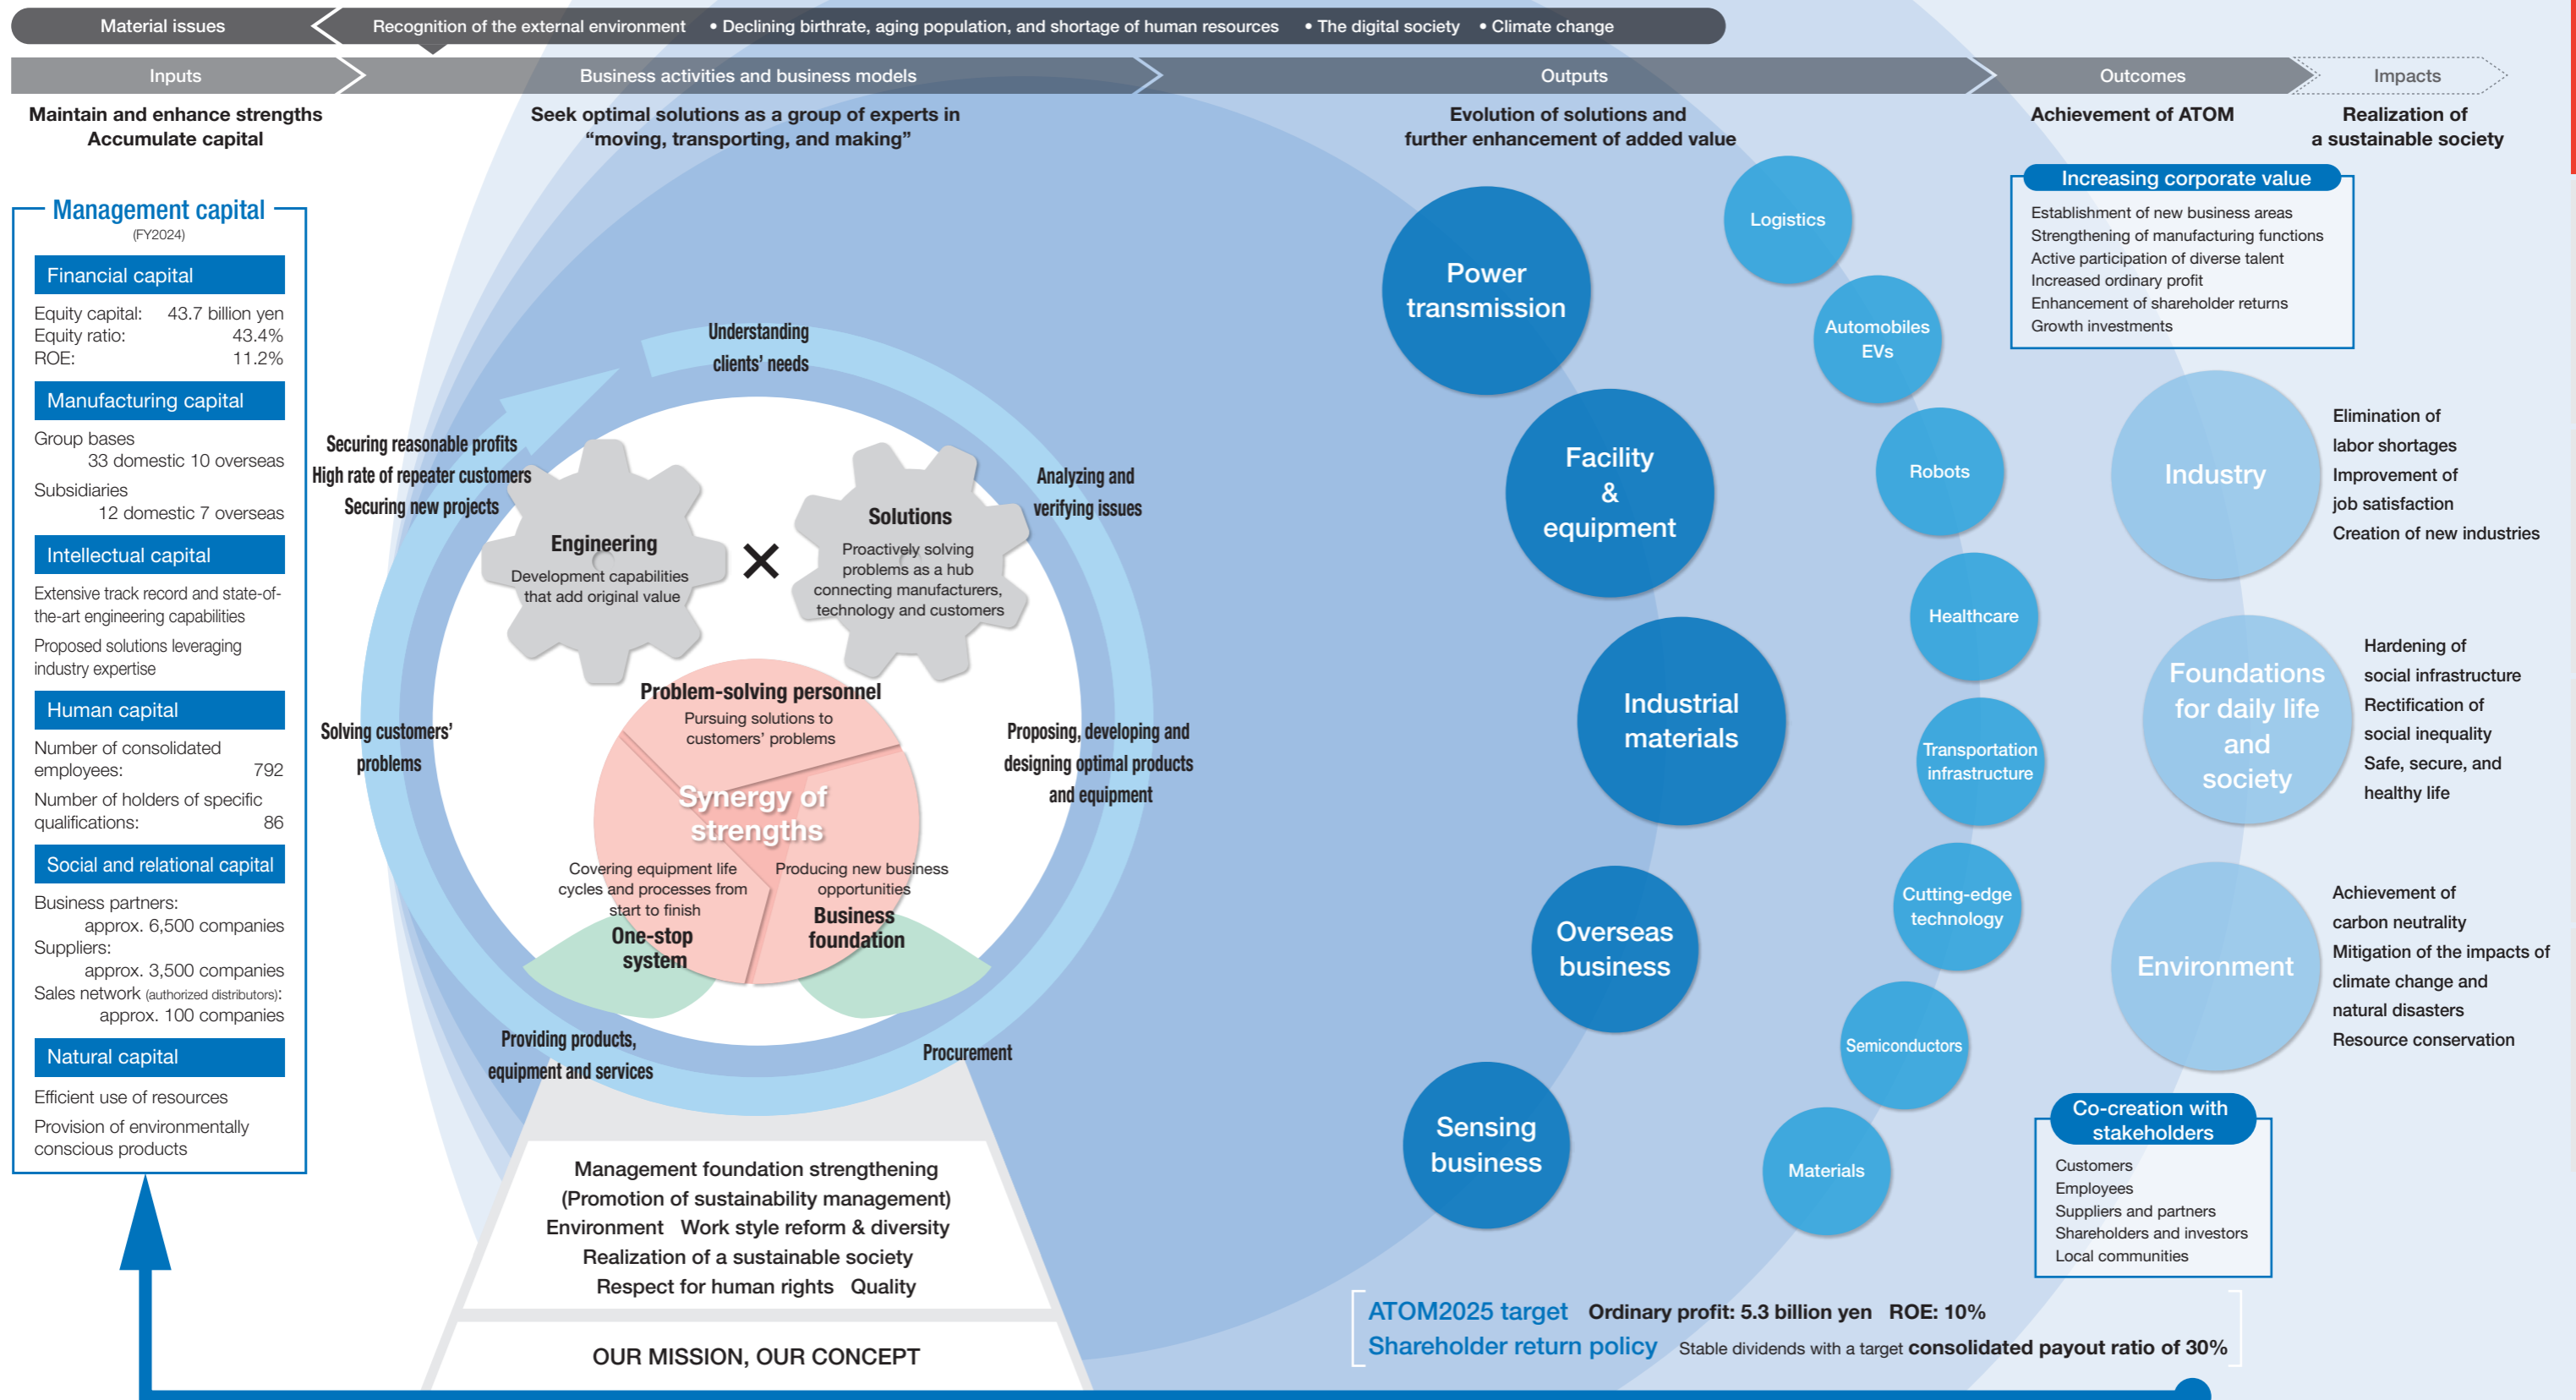 Material issues
Recognition of the external environment • Declining birthrate, aging population, and shortage of human resources • The digital society • Climate change
Inputs
Business activities and business models
Outputs
Outcomes
Impacts
Maintain and enhance strengths
Accumulate capital
Seek optimal solutions as a group of experts in
“moving, transporting, and making”
Evolution of solutions and
further enhancement of added value
Achievement of ATOM
Realization of
a sustainable society
Management capital
(FY2024)
Financial capital
Equity capital: 43.7 billion yen
Equity ratio: 43.4%
ROE: 11.2%
Manufacturing capital
Group bases
33 domestic 10 overseas
Subsidiaries
12 domestic 7 overseas
Intellectual capital
Extensive track record and state-of-
the-art engineering capabilities
Proposed solutions leveraging
industry expertise
Human capital
Number of consolidated
employees: 792
Number of holders of specific
qualifications: 86
Social and relational capital
Business partners:
approx. 6,500 companies
Suppliers:
approx. 3,500 companies
Sales network (authorized distributors):
approx. 100 companies
Natural capital
Efficient use of resources
Provision of environmentally
conscious products
Understanding
clients’ needs
Analyzing and
verifying issues
Proposing, developing and
designing optimal products
and equipment
Procurement
Providing products,
equipment and services
Solving customers’
problems
Securing reasonable profits
High rate of repeater customers
Securing new projects
Engineering
Development capabilities
that add original value
×
Solutions
Proactively solving
problems as a hub
connecting manufacturers,
technology and customers
Problem-solving personnel
Pursuing solutions to
customers’ problems
Synergy of
strengths
Covering equipment life
cycles and processes from
start to finish
One-stop
system
Producing new business
opportunities
Business
foundation
Management foundation strengthening
(Promotion of sustainability management)
Environment Work style reform & diversity
Realization of a sustainable society
Respect for human rights Quality
OUR MISSION, OUR CONCEPT
Power
transmission
Facility
&
equipment
Industrial
materials
Overseas
business
Sensing
business
Logistics
Automobiles
EVs
Robots
Healthcare
Transportation
infrastructure
Cutting-edge
technology
Semiconductors
Materials
Increasing corporate value
Establishment of new business areas
Strengthening of manufacturing functions
Active participation of diverse talent
Increased ordinary profit
Enhancement of shareholder returns
Growth investments
Industry
Elimination of
labor shortages
Improvement of
job satisfaction
Creation of new industries
Foundations
for daily life
and
society
Hardening of
social infrastructure
Rectification of
social inequality
Safe, secure, and
healthy life
Environment
Achievement of
carbon neutrality
Mitigation of the impacts of
climate change and
natural disasters
Resource conservation
Co-creation with
stakeholders
Customers
Employees
Suppliers and partners
Shareholders and investors
Local communities
ATOM2025 target Ordinary profit: 5.3 billion yen ROE: 10%
Shareholder return policy Stable dividends with a target consolidated payout ratio of 30%